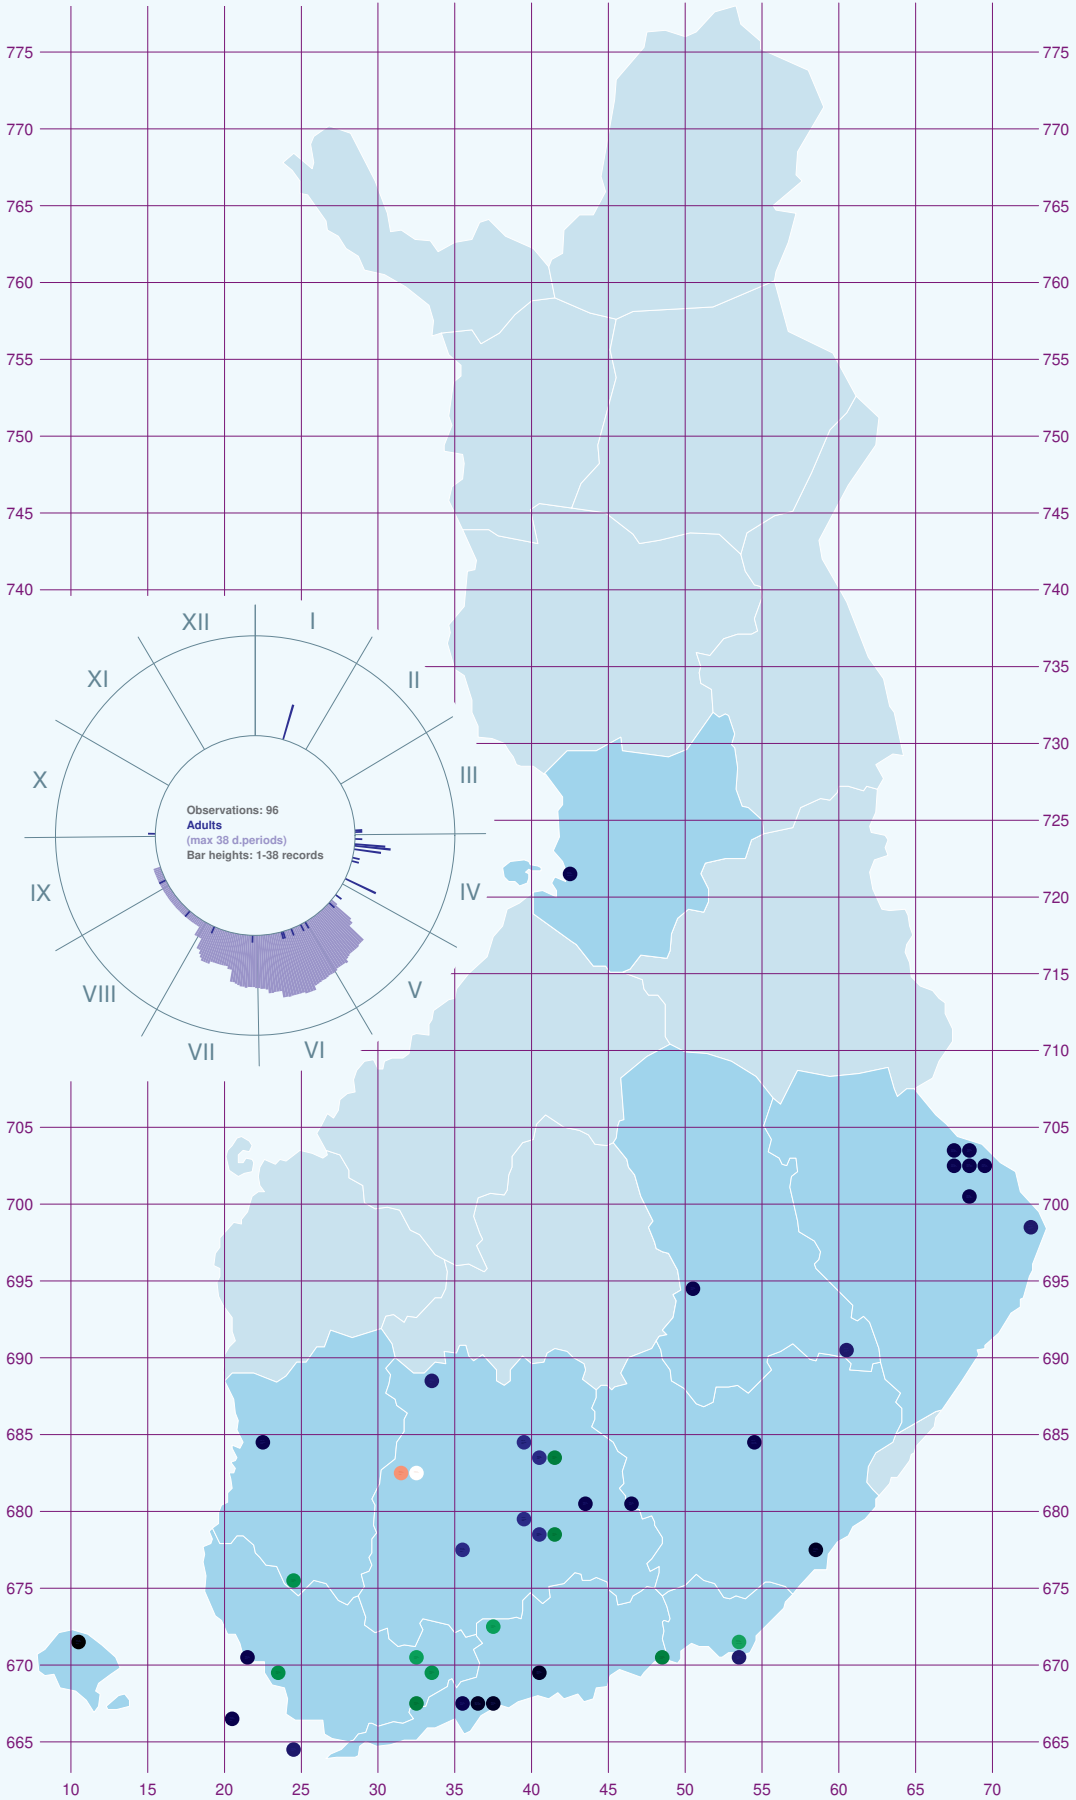 775 775
770 770
765 765
760 760
755 755
750 750
745 745
740 740
XII I
735
XI II
730
X III
Observations: 96
Adults
(max 38 d.periods)
Bar heights: 1-38 records
725
IX IV
720
VIII V
715
VII VI
710
705 705
700 700
695 695
690 690
685 685
680 680
675 675
670 670
665 665
10 15 20 25 30 35 40 45 50 55 60 65 70